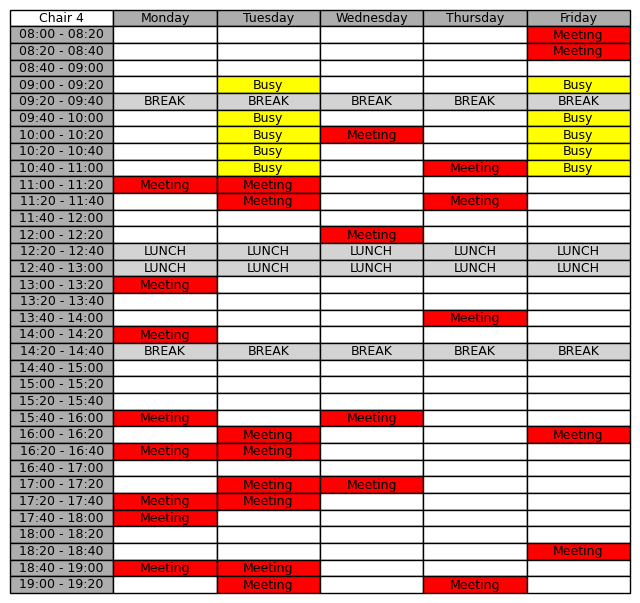 Chair 4 Monday Tuesday Wednesday Thursday Friday
08:00 - 08:20 Meeting
08:20 - 08:40 Meeting
08:40 - 09:00
09:00 - 09:20 Busy Busy
09:20 - 09:40 BREAK BREAK BREAK BREAK BREAK
09:40 - 10:00 Busy Busy
10:00 - 10:20 Busy Meeting Busy
10:20 - 10:40 Busy Busy
10:40 - 11:00 Busy Meeting Busy
11:00 - 11:20 Meeting Meeting
11:20 - 11:40 Meeting Meeting
11:40 - 12:00
12:00 - 12:20 Meeting
12:20 - 12:40 LUNCH LUNCH LUNCH LUNCH LUNCH
12:40 - 13:00 LUNCH LUNCH LUNCH LUNCH LUNCH
13:00 - 13:20 Meeting
13:20 - 13:40
13:40 - 14:00 Meeting
14:00 - 14:20 Meeting
14:20 - 14:40 BREAK BREAK BREAK BREAK BREAK
14:40 - 15:00
15:00 - 15:20
15:20 - 15:40
15:40 - 16:00 Meeting Meeting
16:00 - 16:20 Meeting Meeting
16:20 - 16:40 Meeting Meeting
16:40 - 17:00
17:00 - 17:20 Meeting Meeting
17:20 - 17:40 Meeting Meeting
17:40 - 18:00 Meeting
18:00 - 18:20
18:20 - 18:40 Meeting
18:40 - 19:00 Meeting Meeting
19:00 - 19:20 Meeting Meeting